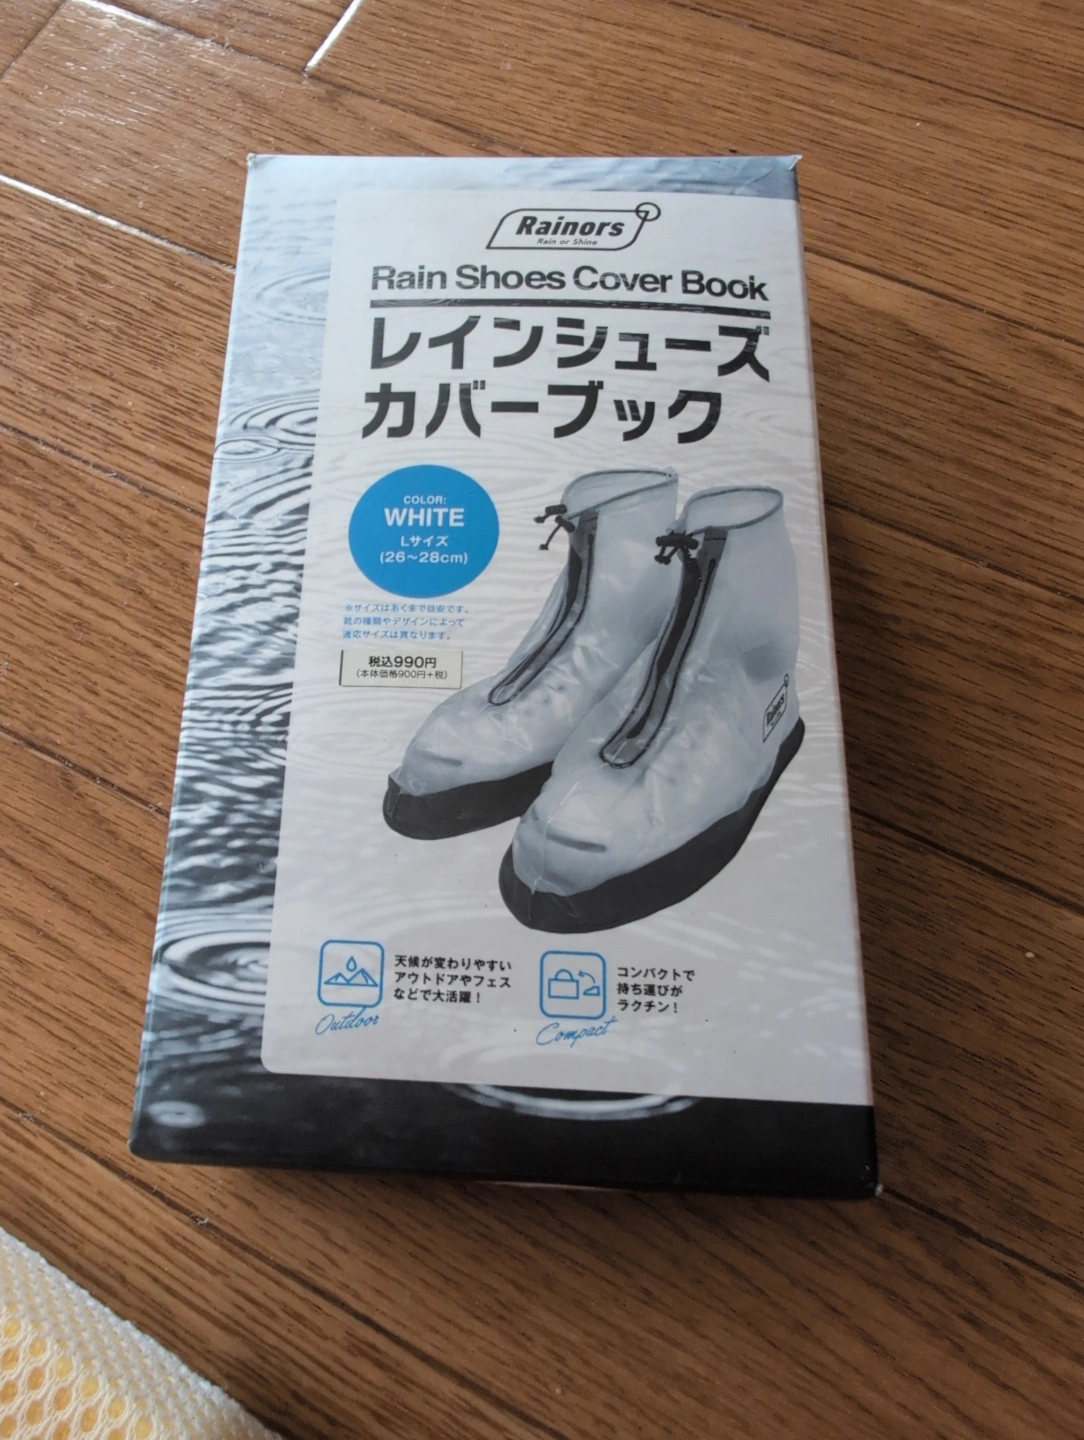 Rainors
Rain or Shine
Rain Shoes Cover Book
レインシューズ
カバーブック
COLOR:
WHITE
Lサイズ
(26〜28cm)
※サイズはあくまで目安です。
靴の種類やデザインによって
適応サイズは異なります。
税込990円
(本体価格900円+税)
Rainors
天候が変わりやすい
アウトドアやフェス
などで大活躍!
Outdoor
コンパクトで
持ち運びが
ラクチン!
Compact